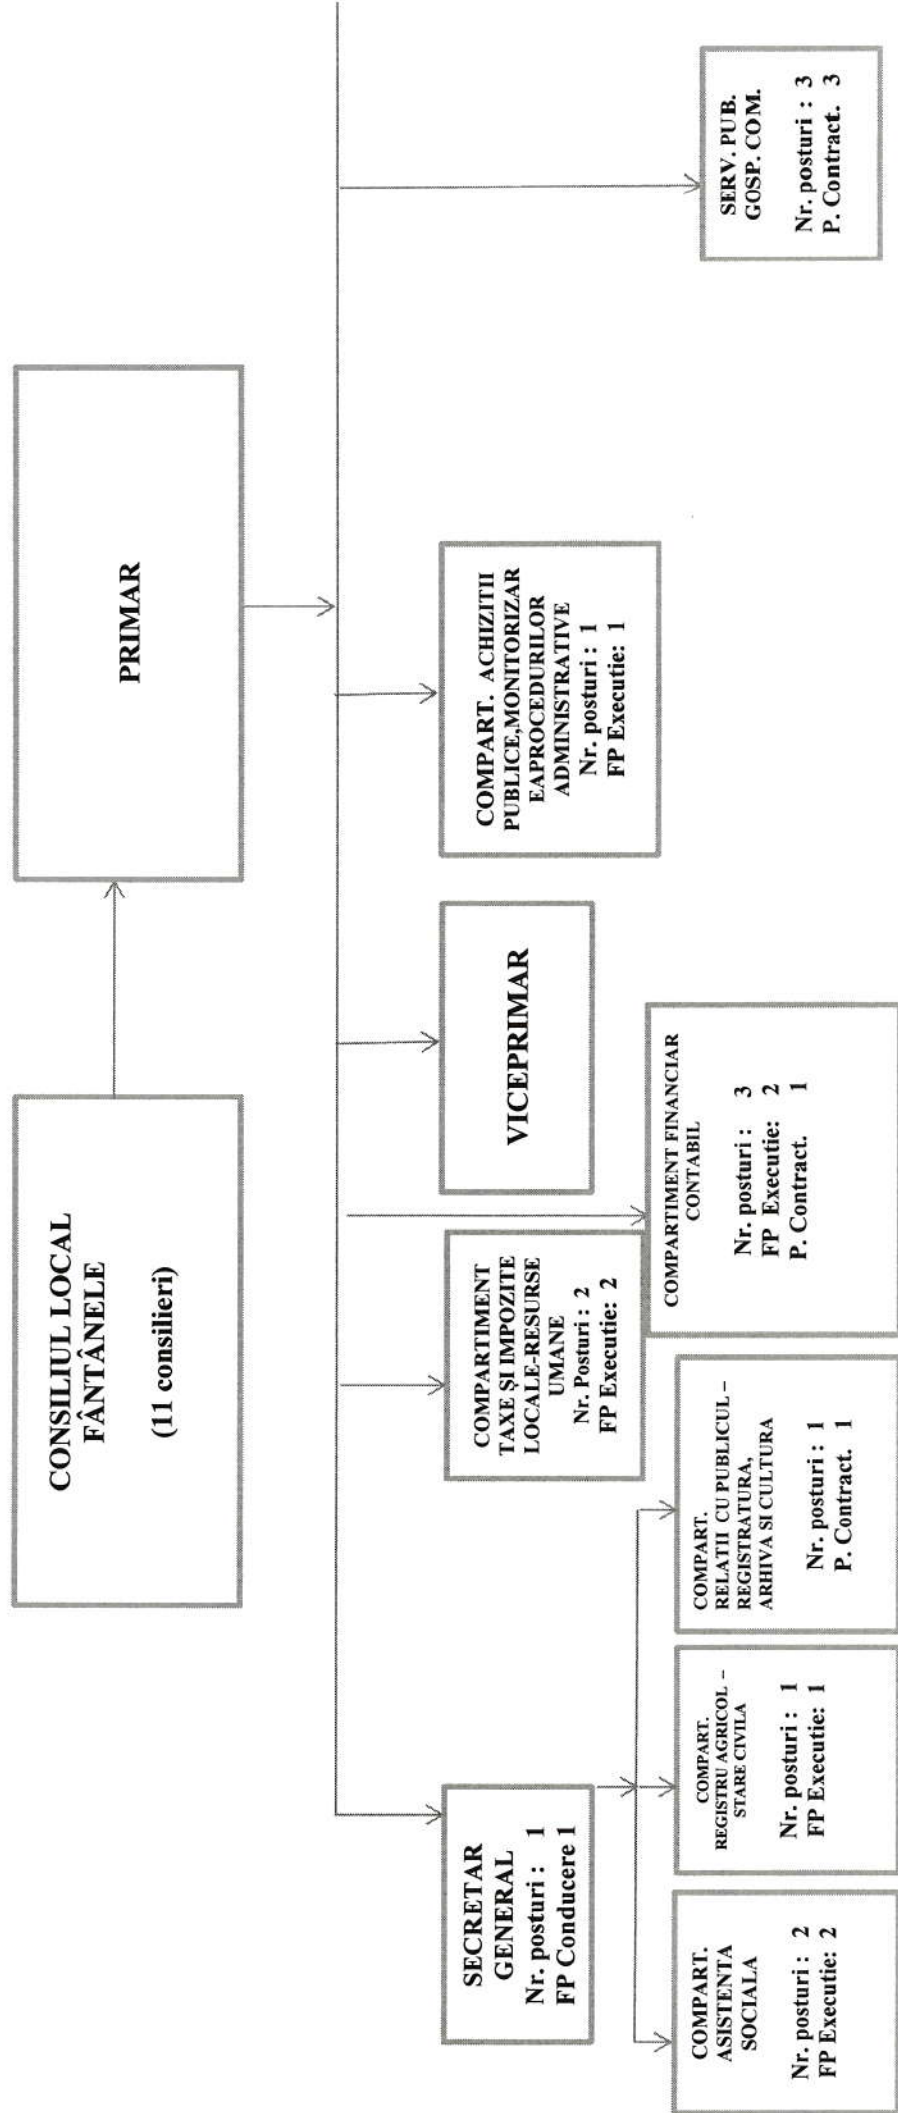 CONSILIUL LOCAL
FÂNTÂNELE
(11 consilieri)
PRIMAR
SECRETAR
GENERAL
Nr. posturi : 1
FP Conducere 1
COMPARTIMENT
TAXE ȘI IMPOZITE
LOCALE-RESURSE
UMANE
Nr. Posturi : 2
FP Executie: 2
VICEPRIMAR
COMPART. ACHIZITII
PUBLICE,MONITORIZAR
EAPROCEDURILOR
ADMINISTRATIVE
Nr. posturi : 1
FP Executie: 1
COMPART.
ASISTENTA
SOCIALA
Nr. posturi : 2
FP Executie: 2
COMPART.
REGISTRU AGRICOL –
STARE CIVILA
Nr. posturi : 1
FP Executie: 1
COMPART.
RELATII CU PUBLICUL –
REGISTRATURA,
ARHIVA SI CULTURA
Nr. posturi : 1
P. Contract. 1
COMPARTIMENT FINANCIAR
CONTABIL
Nr. posturi : 3
FP Executie: 2
P. Contract. 1
SERV. PUB.
GOSP. COM.
Nr. posturi : 3
P. Contract. 3